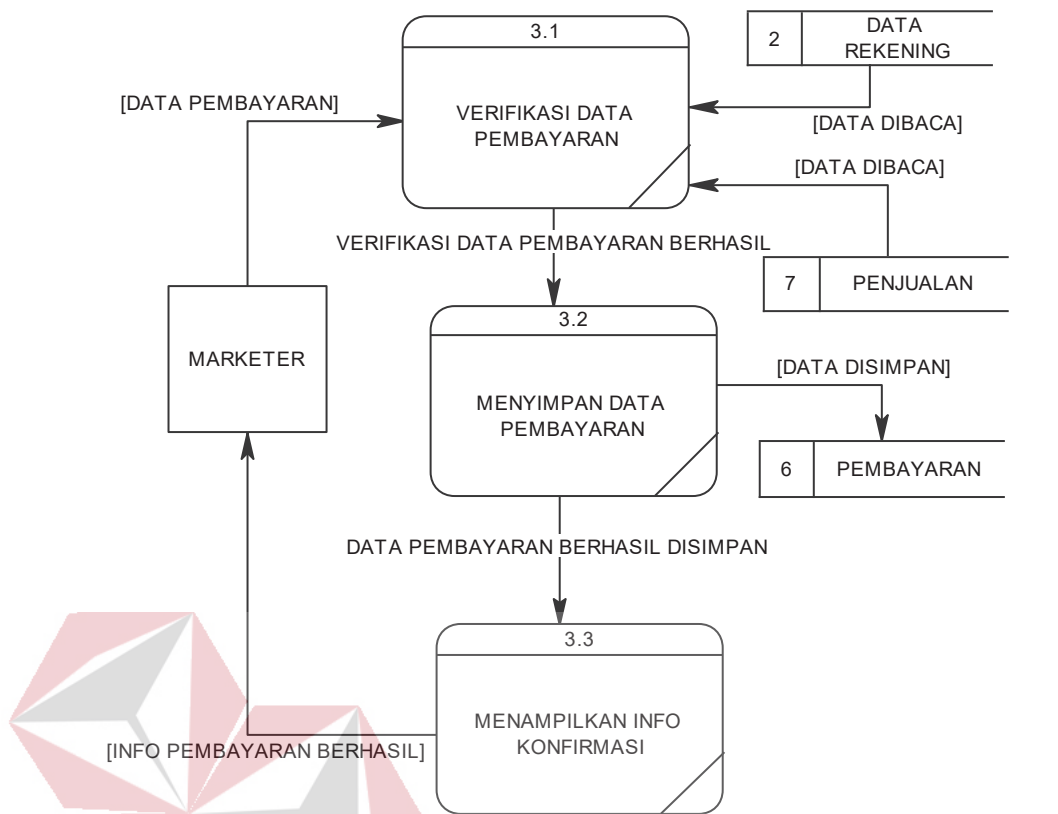 3.1
2
DATA
REKENING
[DATA PEMBAYARAN]
VERIFIKASI DATA
PEMBAYARAN
[DATA DIBACA]
[DATA DIBACA]
VERIFIKASI DATA PEMBAYARAN BERHASIL
7
PENJUALAN
3.2
MARKETER
[DATA DISIMPAN]
MENYIMPAN DATA
PEMBAYARAN
6
PEMBAYARAN
DATA PEMBAYARAN BERHASIL DISIMPAN
3.3
MENAMPILKAN INFO
KONFIRMASI
[INFO PEMBAYARAN BERHASIL]